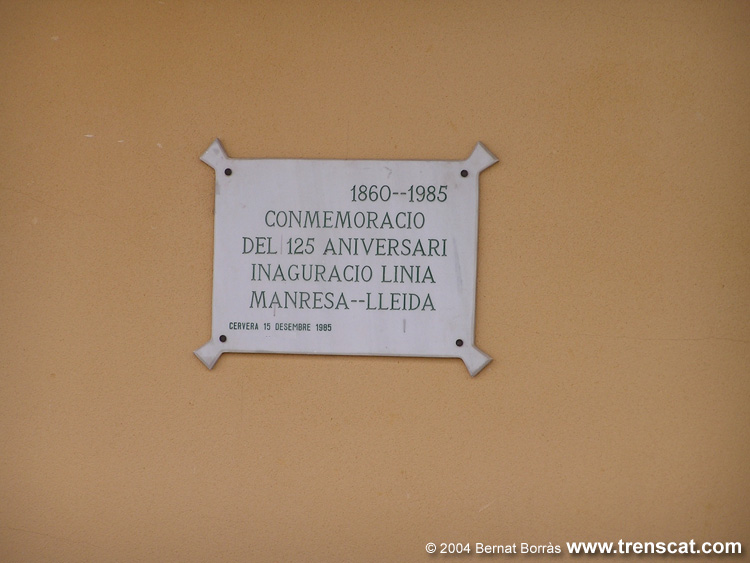 1860--1985
CONMEMORACIO
DEL 125 ANIVERSARI
INAGURACIO LINIA
MANRESA--LLEIDA
CERVERA 15 DESEMBRE 1985
© 2004 Bernat Borràs www.trenscat.com